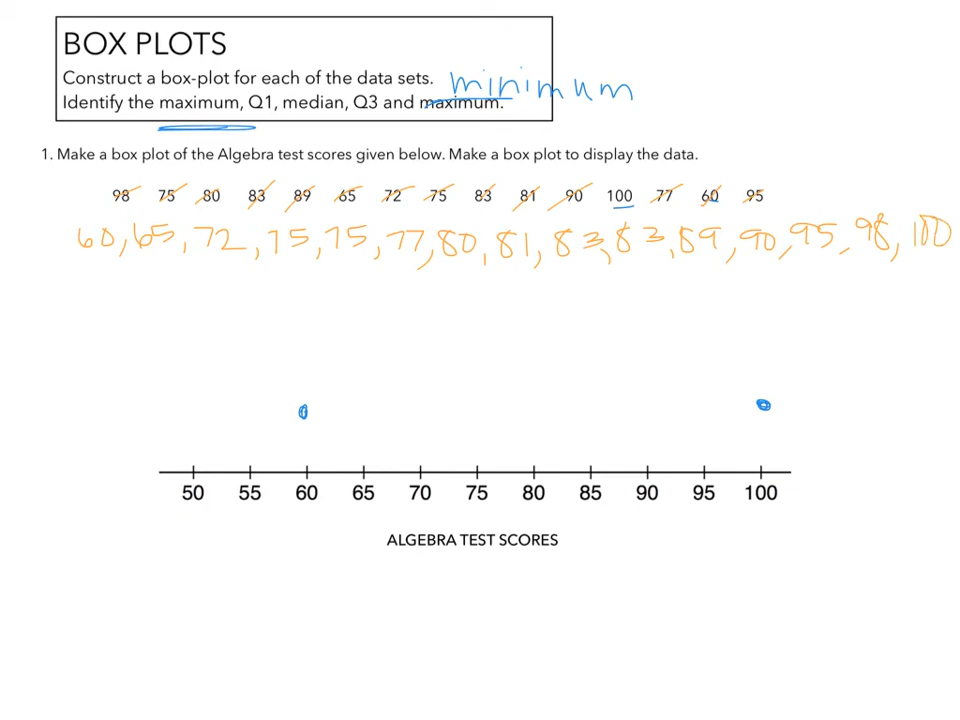 BOX PLOTS
Construct a box-plot for each of the data sets.
minimum
Identify the maximum, Q1, median, Q3 and maximum.
1. Make a box plot of the Algebra test scores given below. Make a box plot to display the data.
98 75 80 83 89 65 72 75 83 81 90 100 77 60 95
60, 65, 72, 75, 75, 77, 80, 81, 83, 83, 89, 90, 95, 98, 100
50 55 60 65 70 75 80 85 90 95 100
ALGEBRA TEST SCORES